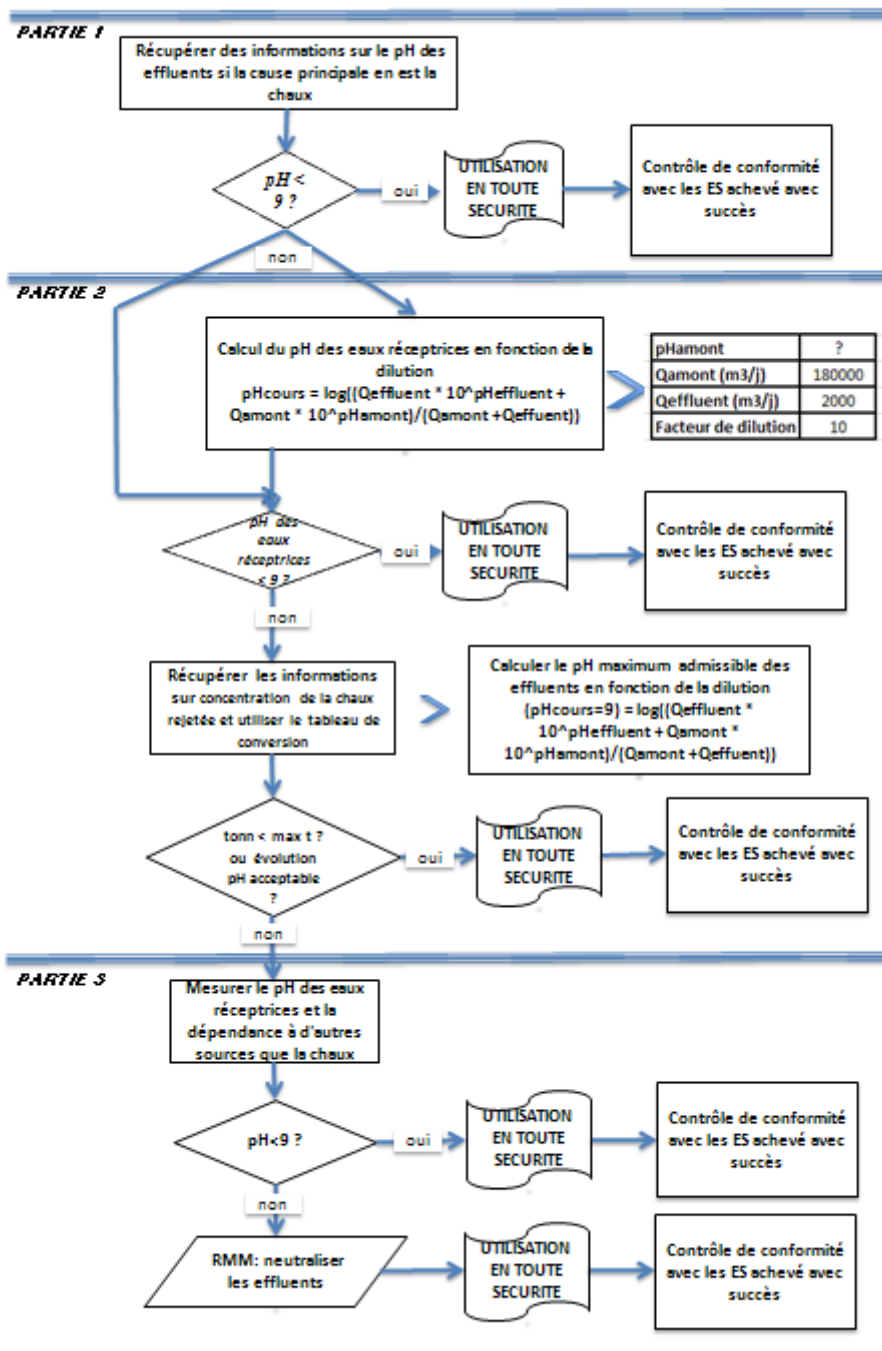 PARTIE 1
Récupérer des informations sur le pH des
effluents si la cause principale en est la
chaux
pH <
9 ?
oui
UTILISATION
EN TOUTE
SECURITE
Contrôle de conformité
avec les ES achevé avec
succès
non
PARTIE 2
Calcul du pH des eaux réceptrices en fonction de la
dilution
pHcours = log((Qeffluent * 10^pHeffluent +
Qamont * 10^pHamont)/(Qamont +Qeffuent))
pHamont ?
Qamont (m3/j) 180000
Qeffluent (m3/j) 2000
Facteur de dilution 10
pH des
eaux
réceptrices
< 9 ?
oui
UTILISATION
EN TOUTE
SECURITE
Contrôle de conformité
avec les ES achevé avec
succès
non
Récupérer les informations
sur concentration de la chaux
rejetée et utiliser le tableau de
conversion
Calculer le pH maximum admissible des
effluents en fonction de la dilution
(pHcours=9) = log((Qeffluent *
10^pHeffluent + Qamont *
10^pHamont)/(Qamont +Qeffuent))
tonn < max t ?
ou évolution
pH acceptable
?
oui
UTILISATION
EN TOUTE
SECURITE
Contrôle de conformité
avec les ES achevé avec
succès
non
PARTIE 3
Mesurer le pH des eaux
réceptrices et la
dépendance à d'autres
sources que la chaux
pH<9 ?
oui
UTILISATION
EN TOUTE
SECURITE
Contrôle de conformité
avec les ES achevé avec
succès
non
RMM: neutraliser
les effluents
UTILISATION
EN TOUTE
SECURITE
Contrôle de conformité
avec les ES achevé avec
succès